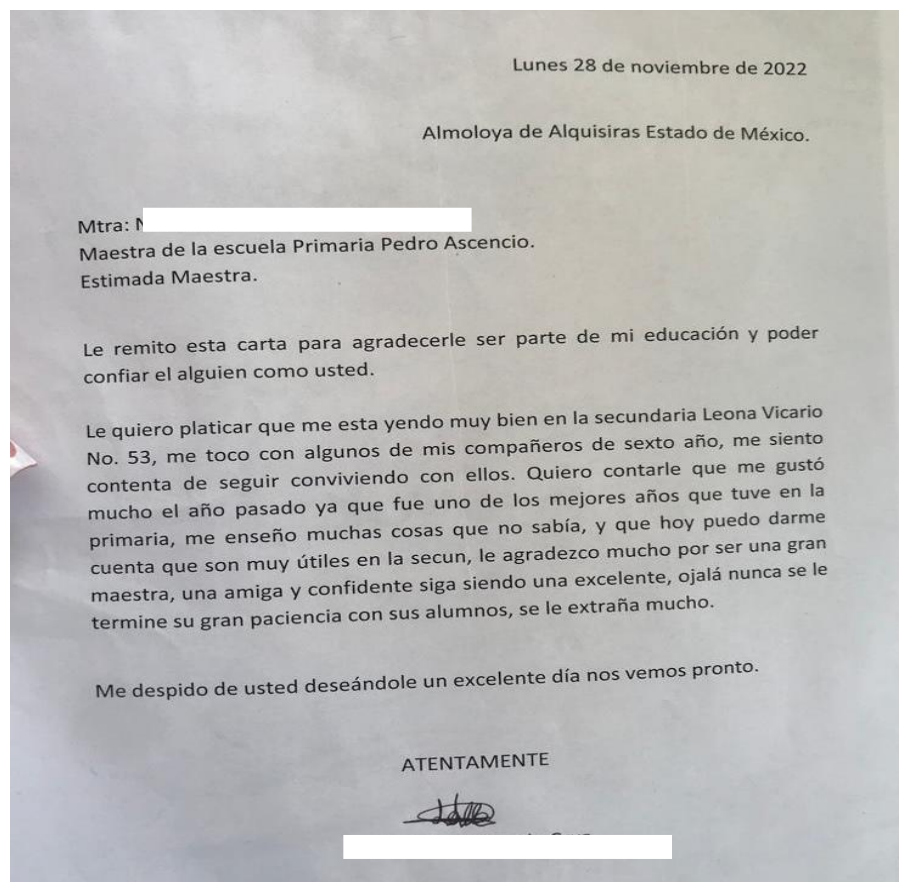 Lunes 28 de noviembre de 2022
Almoloya de Alquisiras Estado de México.
Mtra:
Maestra de la escuela Primaria Pedro Ascencio.
Estimada Maestra.
Le remito esta carta para agradecerle ser parte de mi educación y poder
confiar el alguien como usted.
Le quiero platicar que me esta yendo muy bien en la secundaria Leona Vicario
No. 53, me toco con algunos de mis compañeros de sexto año, me siento
contenta de seguir conviviendo con ellos. Quiero contarle que me gustó
mucho el año pasado ya que fue uno de los mejores años que tuve en la
primaria, me enseño muchas cosas que no sabía, y que hoy puedo darme
cuenta que son muy útiles en la secun, le agradezco mucho por ser una gran
maestra, una amiga y confidente siga siendo una excelente, ojalá nunca se le
termine su gran paciencia con sus alumnos, se le extraña mucho.
Me despido de usted deseándole un excelente día nos vemos pronto.
ATENTAMENTE